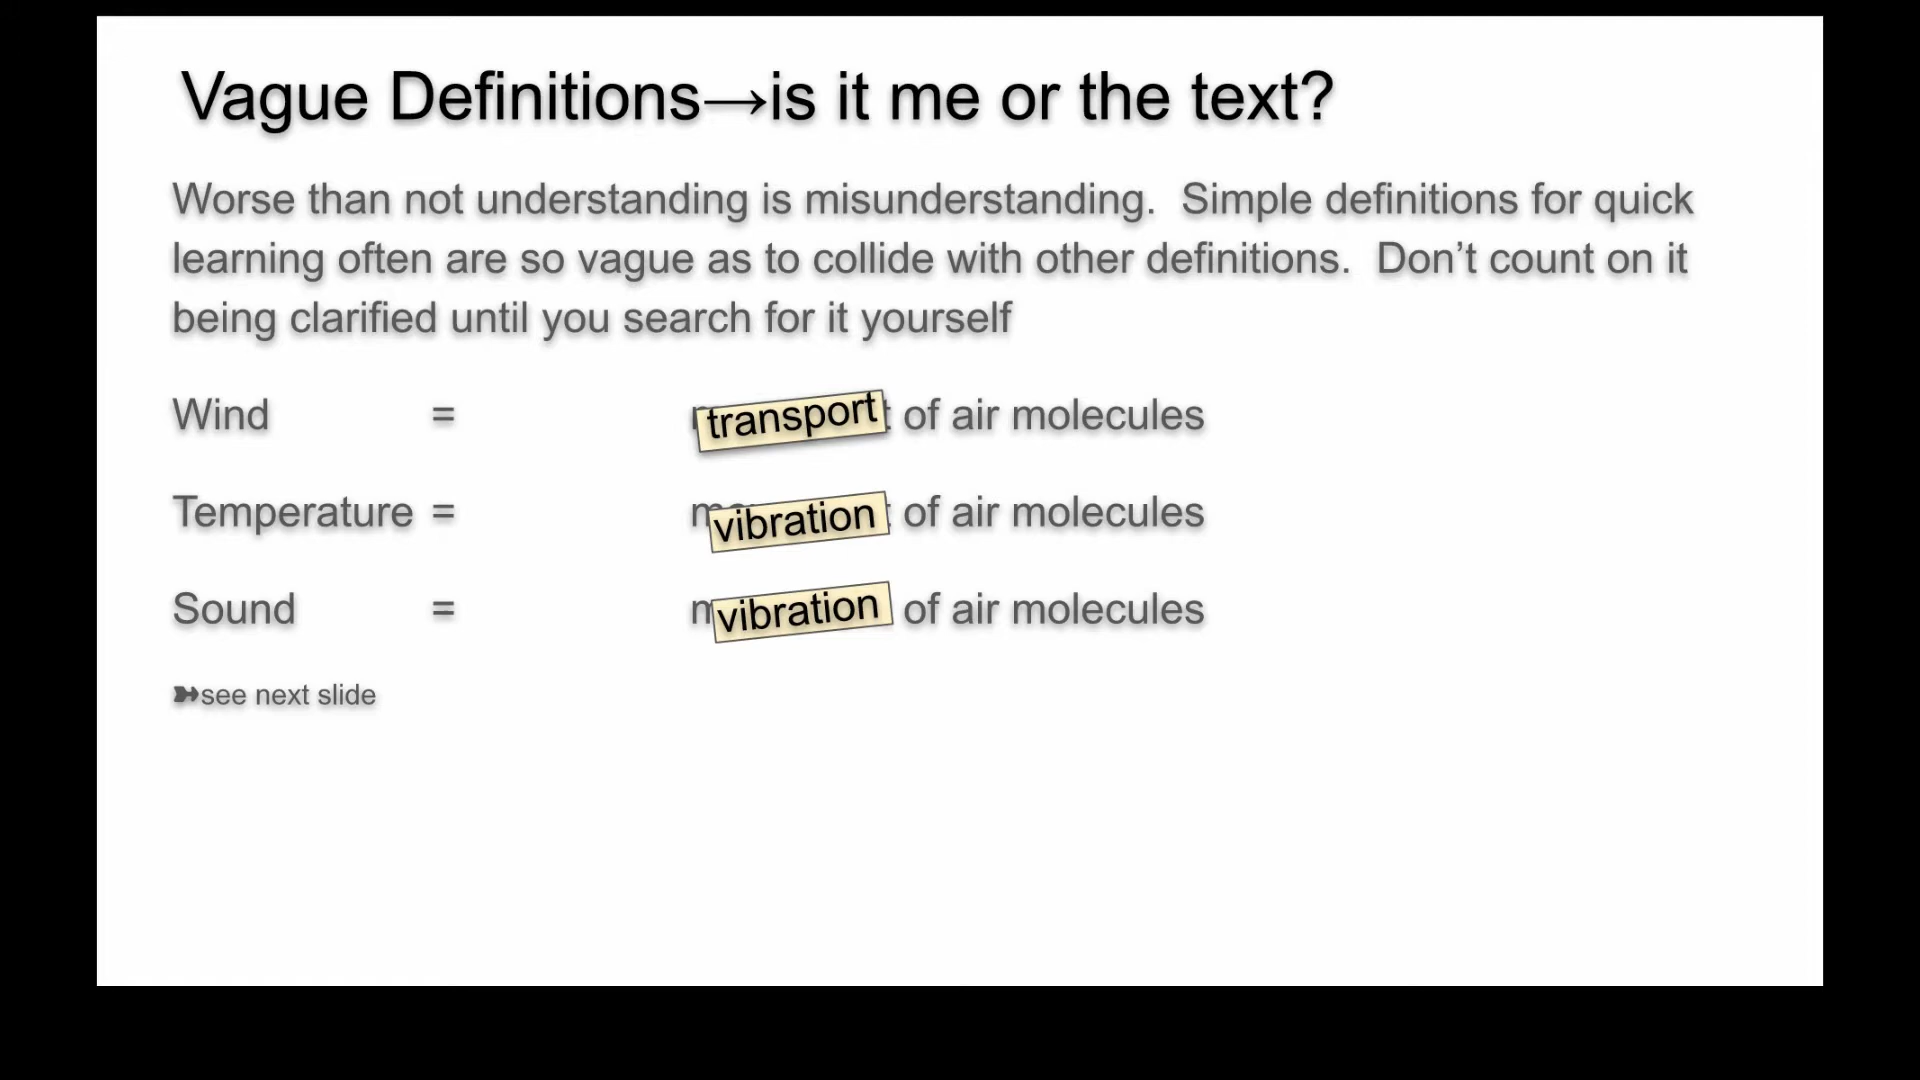 Vague Definitions→is it me or the text?
Worse than not understanding is misunderstanding.  Simple definitions for quick
learning often are so vague as to collide with other definitions.  Don’t count on it
being clarified until you search for it yourself
Wind = transport of air molecules
Temperature = vibration of air molecules
Sound = vibration of air molecules
➽see next slide